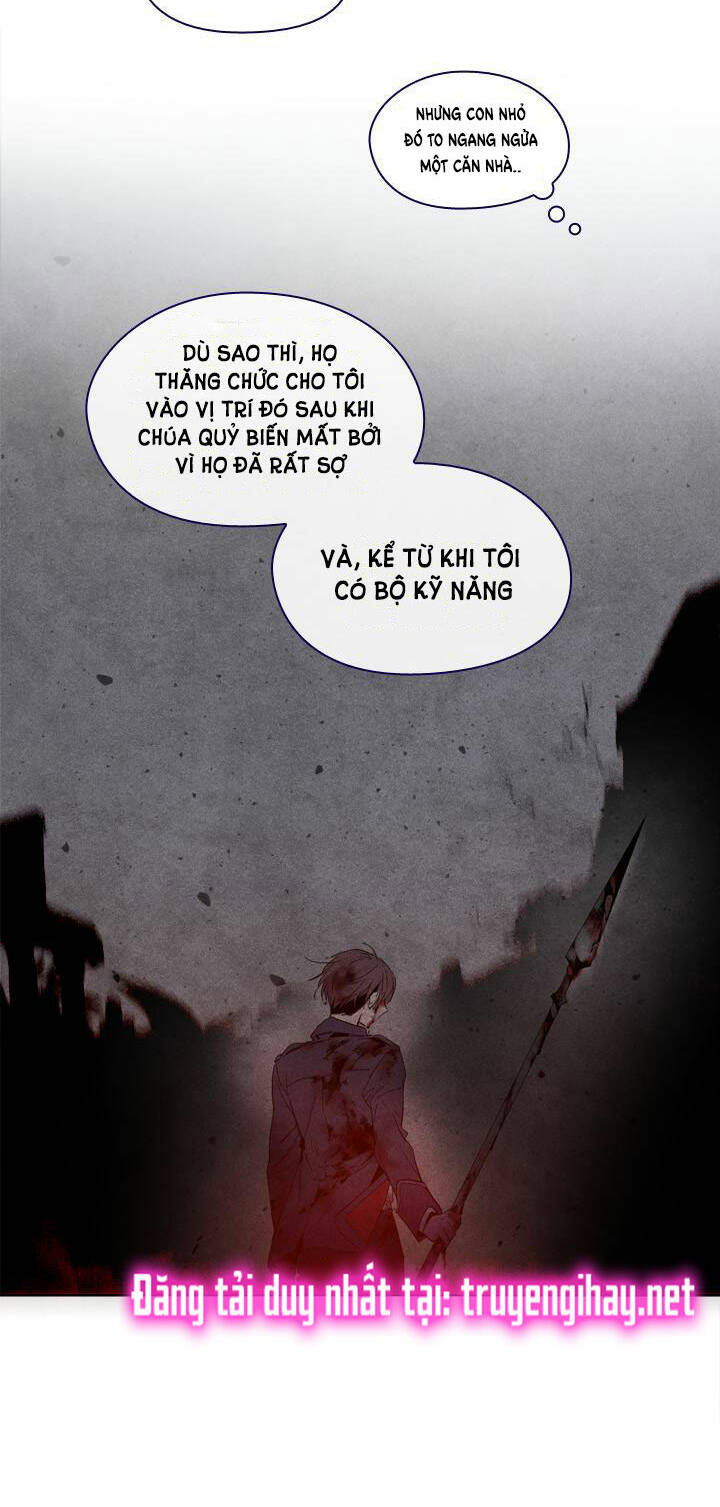 NHƯNG CON NHỎ
ĐÓ TO NGANG NGỬA
MỘT CĂN NHÀ..
DÙ SAO THÌ, HỌ
THĂNG CHỨC CHO TÔI
VÀO VỊ TRÍ ĐÓ SAU KHI
CHÚA QUỶ BIẾN MẤT BỞI
VÌ HỌ ĐÃ RẤT SỢ
VÀ, KỂ TỪ KHI TÔI
CÓ BỘ KỸ NĂNG
Đăng tải duy nhất tại: truyengihay.net